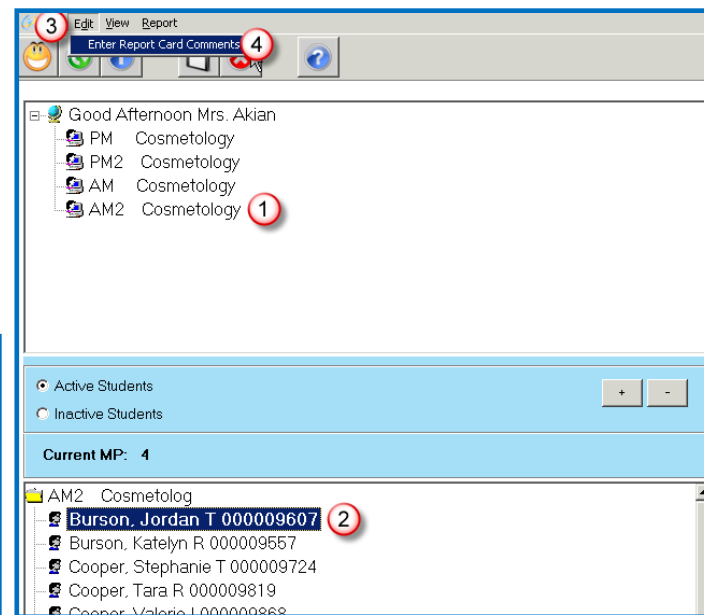 3 Edit View Report
Enter Report Card Comments 4
Good Afternoon Mrs. Akian
PM Cosmetology
PM2 Cosmetology
AM Cosmetology
AM2 Cosmetology 1
Active Students
+ -
Inactive Students
Current MP: 4
AM2 Cosmetolog
Burson, Jordan T 000009607 2
Burson, Katelyn R 000009557
Cooper, Stephanie T 000009724
Cooper, Tara R 000009819
Cooper, Valerie